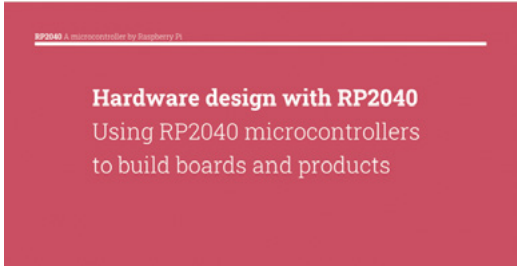 RP2040 A microcontroller by Raspberry Pi
Hardware design with RP2040
Using RP2040 microcontrollers
to build boards and products